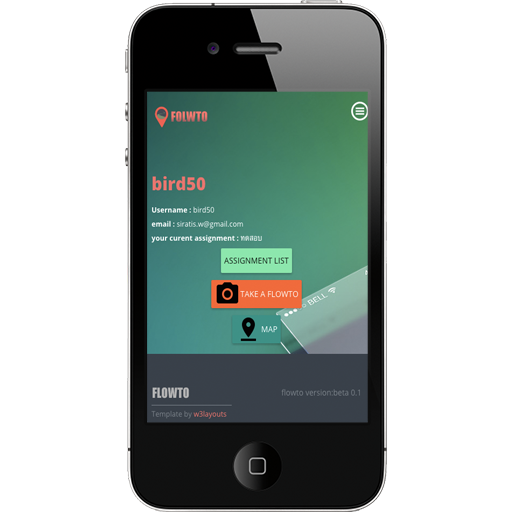 FOLWTO
bird50
Username : bird50
email : siratis.w@gmail.com
your curent assignment : ทดสอบ
ASSIGNMENT LIST
TAKE A FLOWTO
BELL
MAP
FLOWTO
flowto version:beta 0.1
Template by w3layouts